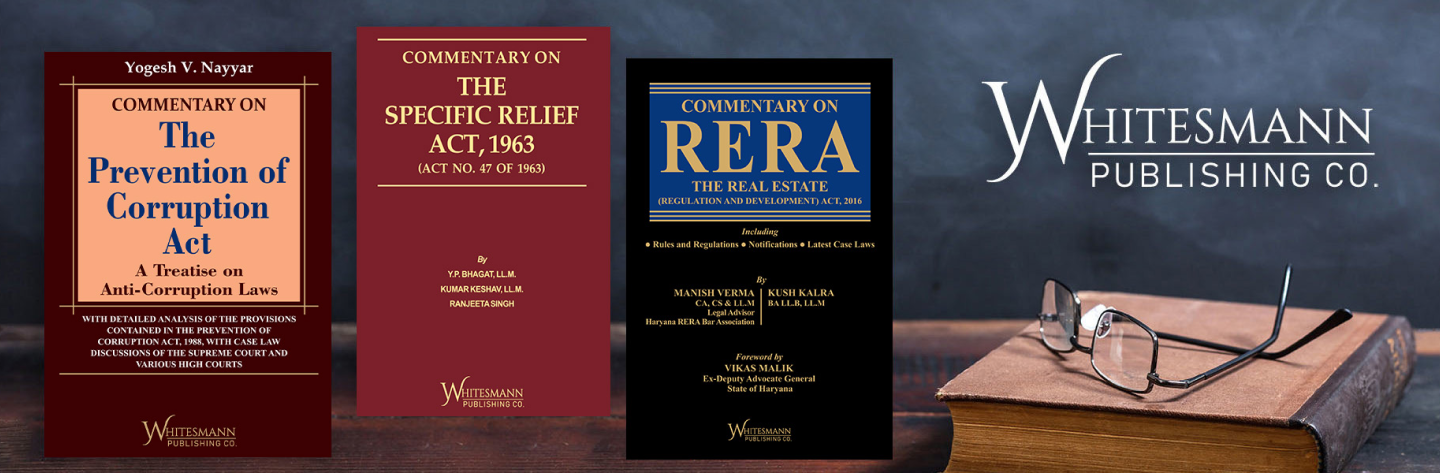 Yogesh V. Nayyar
COMMENTARY ON
The
Prevention of
Corruption
Act
A Treatise on
Anti-Corruption Laws
WITH DETAILED ANALYSIS OF THE PROVISIONS
CONTAINED IN THE PREVENTION OF
CORRUPTION ACT, 1988, WITH CASE LAW
DISCUSSIONS OF THE SUPREME COURT AND
VARIOUS HIGH COURTS
WHITESMANN
PUBLISHING CO.
COMMENTARY ON
THE
SPECIFIC RELIEF
ACT, 1963
(ACT NO. 47 OF 1963)
By
Y.P. BHAGAT, LL.M.
KUMAR KESHAV, LL.M.
RANJEETA SINGH
WHITESMANN
PUBLISHING CO.
COMMENTARY ON
RERA
THE REAL ESTATE
(REGULATION AND DEVELOPMENT) ACT, 2016
Including
● Rules and Regulations ● Notifications ● Latest Case Laws
By
MANISH VERMA
CA, CS & LL.M
Legal Advisor
Haryana RERA Bar Association
KUSH KALRA
BA LL.B, LL.M
Foreword by
VIKAS MALIK
Ex-Deputy Advocate General
State of Haryana
WHITESMANN
PUBLISHING CO.
WHITESMANN
PUBLISHING CO.